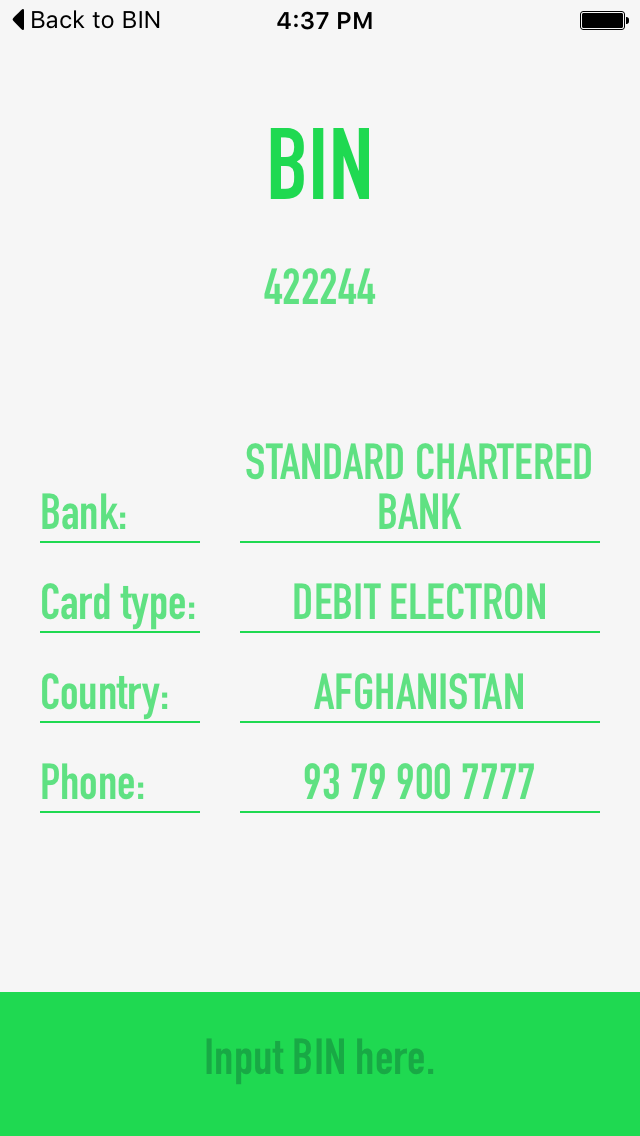 Back to BIN
4:37 PM
BIN
422244
Bank:
STANDARD CHARTERED
BANK
Card type:
DEBIT ELECTRON
Country:
AFGHANISTAN
Phone:
93 79 900 7777
Input BIN here.